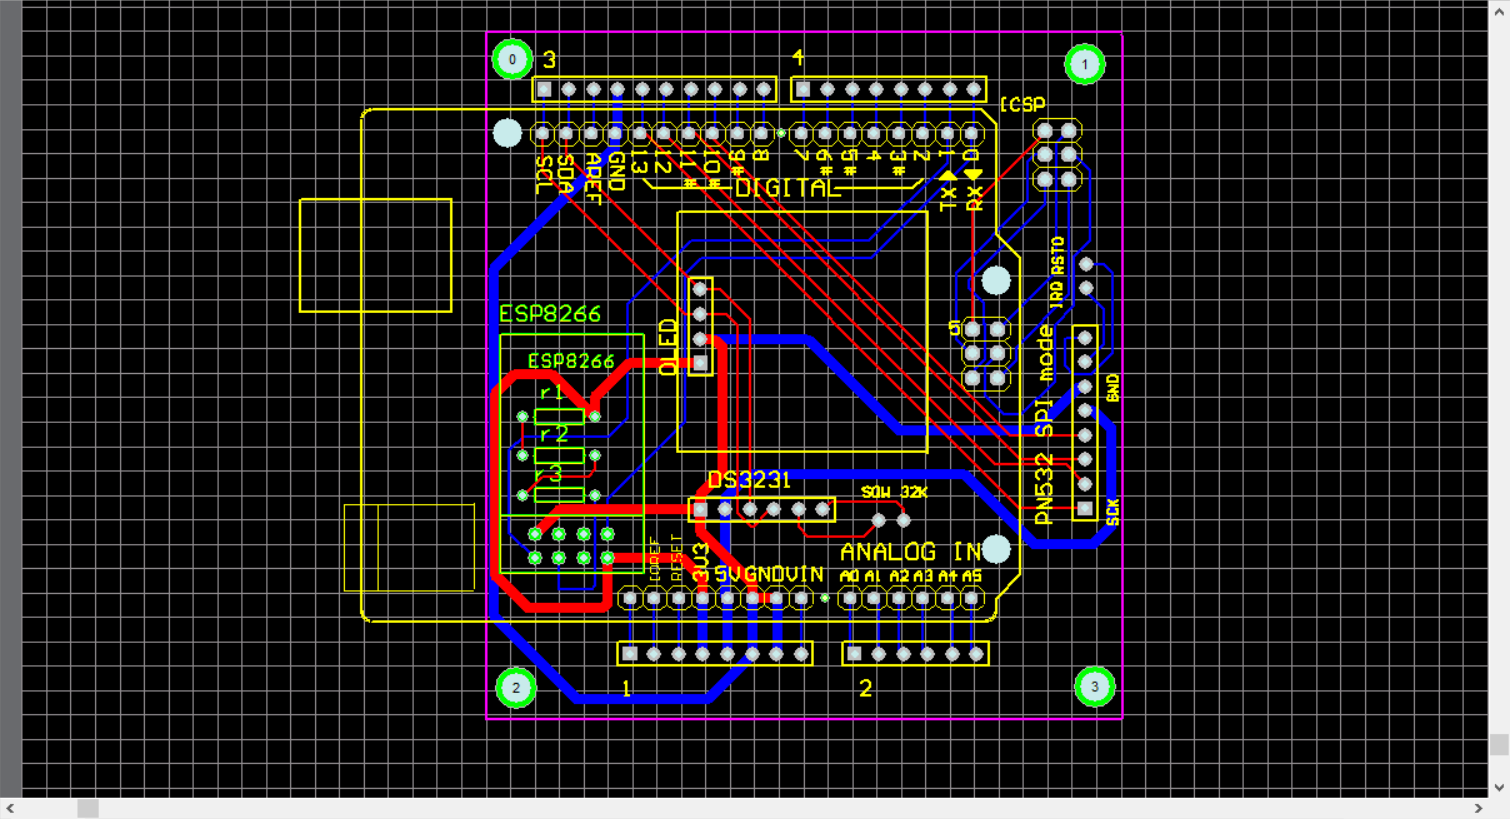 0
3
4
1
ICSP
SCL
SDA
AREF
GND
13
12
11
#
10
#
9
#
8
7
6
#
5
#
4
3
#
2
1
0
DIGITAL
TX
RX
RSTO
IRQ
ESP8266
ESP8266
OLED
r1
r2
r3
PN532 SPI mode
GND
SCK
DS3231
SQW 32K
IOREF
RESET
3V3
5V
GND
VIN
ANALOG IN
A0
A1
A2
A3
A4
A5
1
2
2
3